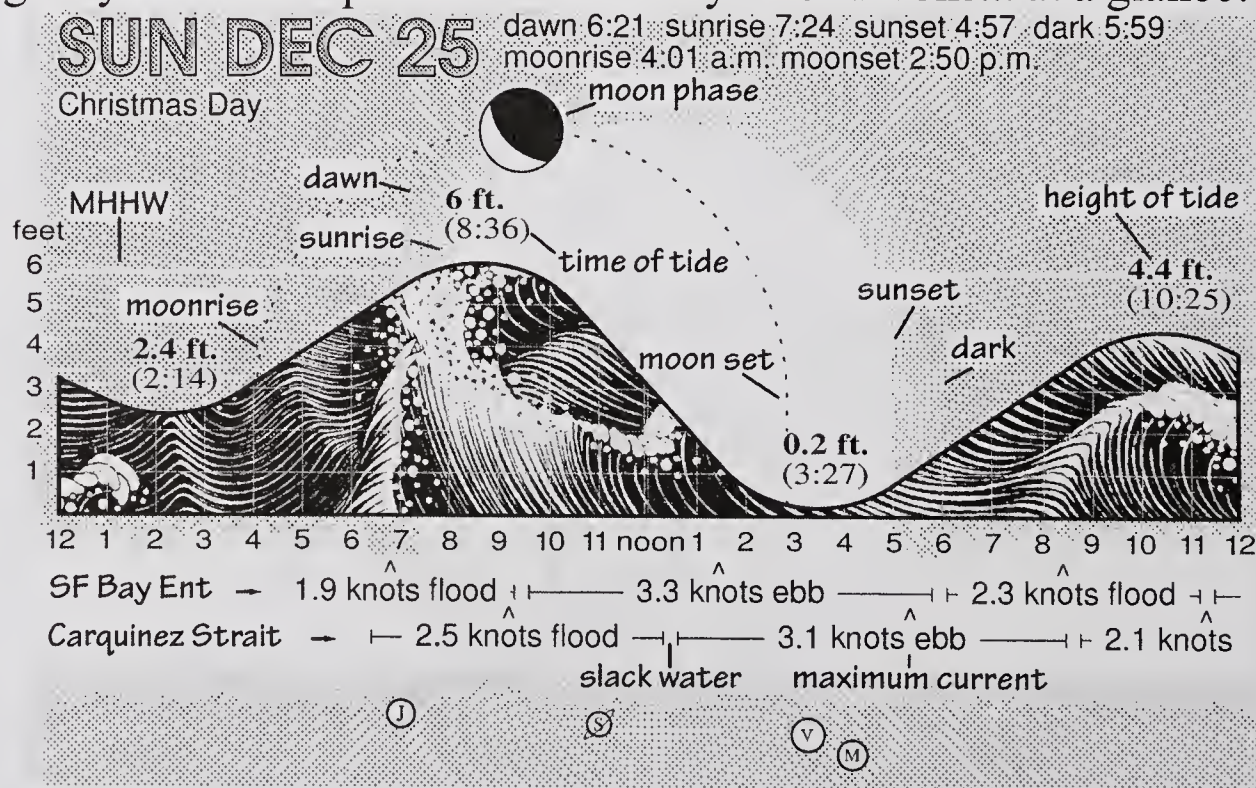 SUN DEC 25
dawn 6:21 sunrise 7:24 sunset 4:57 dark 5:59
moonrise 4:01 a.m. moonset 2:50 p.m.
Christmas Day
moon phase
dawn
MHHW
6 ft.
(8:36)
height of tide
feet
sunrise
time of tide
6
4.4 ft.
(10:25)
5
moonrise
sunset
2.4 ft.
(2:14)
4
moon set
dark
3
2
0.2 ft.
(3:27)
1
12 1 2 3 4 5 6 7 8 9 10 11 noon 1 2 3 4 5 6 7 8 9 10 11 12
SF Bay Ent 1.9 knots flood 3.3 knots ebb 2.3 knots flood
Carquinez Strait 2.5 knots flood 3.1 knots ebb 2.1 knots
slack water maximum current
J
S
V
M